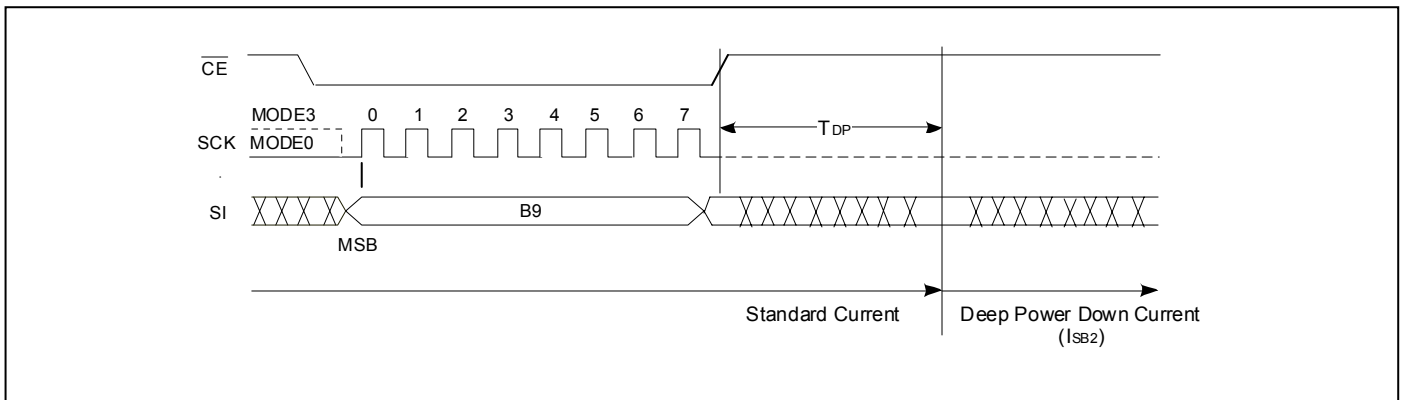 CE
MODE3
0 1 2 3 4 5 6 7
SCK MODE0
TDP
SI
B9
MSB
Standard Current
Deep Power Down Current
(ISB2)